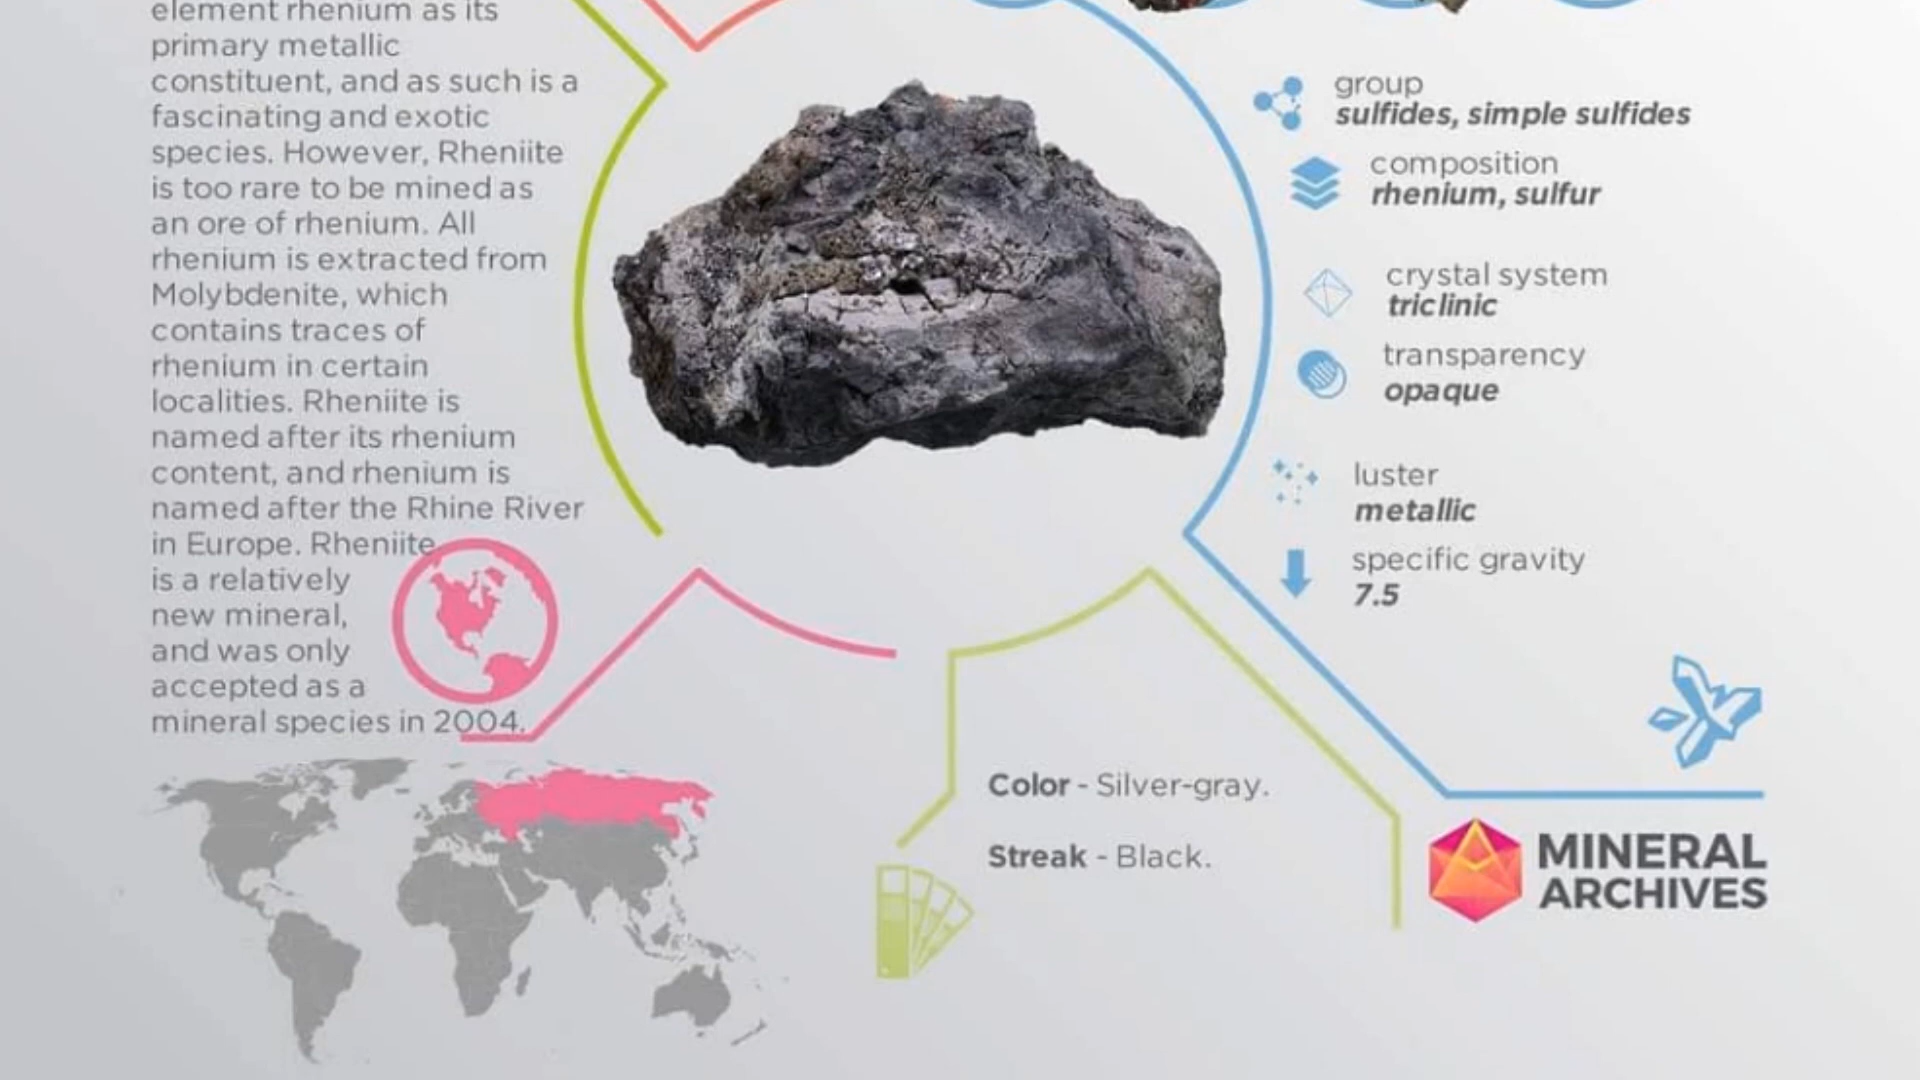 element rhenium as its
primary metallic
constituent, and as such is a
fascinating and exotic
species. However, Rheniite
is too rare to be mined as
an ore of rhenium. All
rhenium is extracted from
Molybdenite, which
contains traces of
rhenium in certain
localities. Rheniite is
named after its rhenium
content, and rhenium is
named after the Rhine River
in Europe. Rheniite
is a relatively
new mineral,
and was only
accepted as a
mineral species in 2004.
group
sulfides, simple sulfides
composition
rhenium, sulfur
crystal system
triclinic
transparency
opaque
luster
metallic
specific gravity
7.5
Color - Silver-gray.
Streak - Black.
MINERAL
ARCHIVES